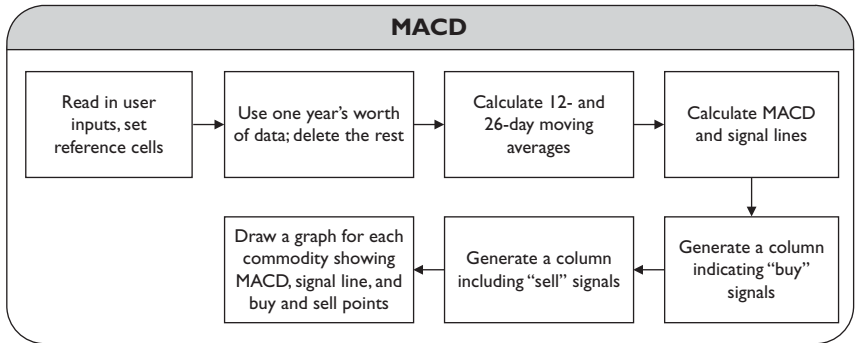 MACD
Read in user
inputs, set
reference cells
Use one year’s worth
of data; delete the rest
Calculate 12- and
26-day moving
averages
Calculate MACD
and signal lines
Generate a column
indicating “buy”
signals
Generate a column
including “sell” signals
Draw a graph for each
commodity showing
MACD, signal line, and
buy and sell points